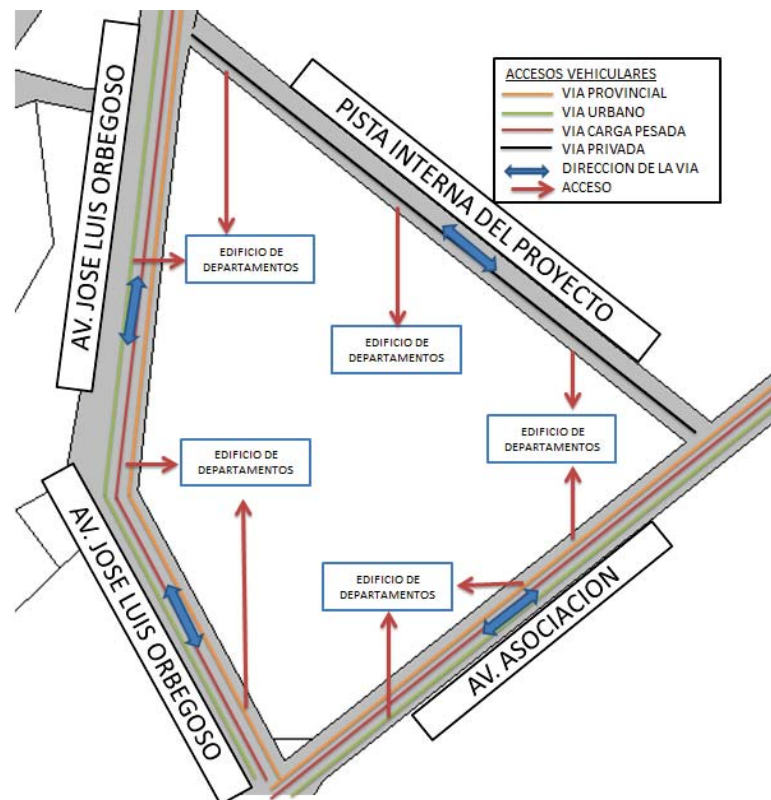 ACCESOS VEHICULARES
VIA PROVINCIAL
VIA URBANO
VIA CARGA PESADA
VIA PRIVADA
DIRECCION DE LA VIA
ACCESO
AV. JOSE LUIS ORBEGOSO
PISTA INTERNA DEL PROYECTO
EDIFICIO DE
DEPARTAMENTOS
EDIFICIO DE
DEPARTAMENTOS
EDIFICIO DE
DEPARTAMENTOS
EDIFICIO DE
DEPARTAMENTOS
EDIFICIO DE
DEPARTAMENTOS
AV. JOSE LUIS ORBEGOSO
AV. ASOCIACION